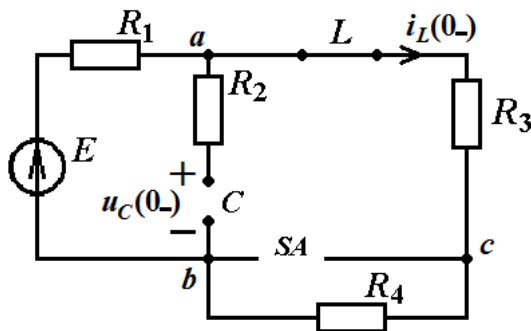 R1 a L iL(0-)
R2 R3
E + uC(0-) C −
b SA c
R4